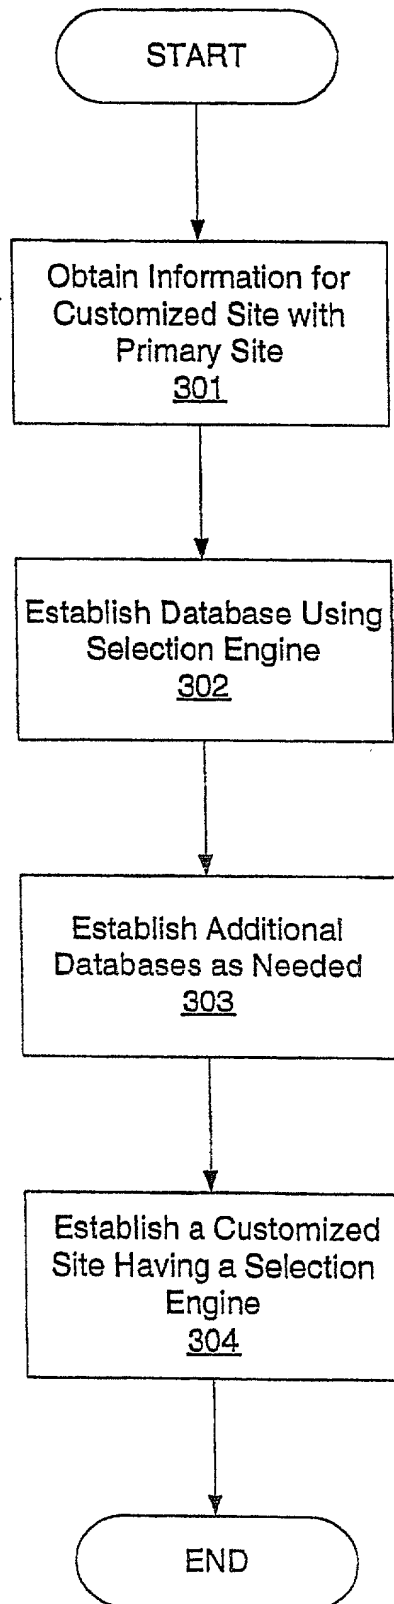 START
Obtain Information for
Customized Site with
Primary Site
301
Establish Database Using
Selection Engine
302
Establish Additional
Databases as Needed
303
Establish a Customized
Site Having a Selection
Engine
304
END